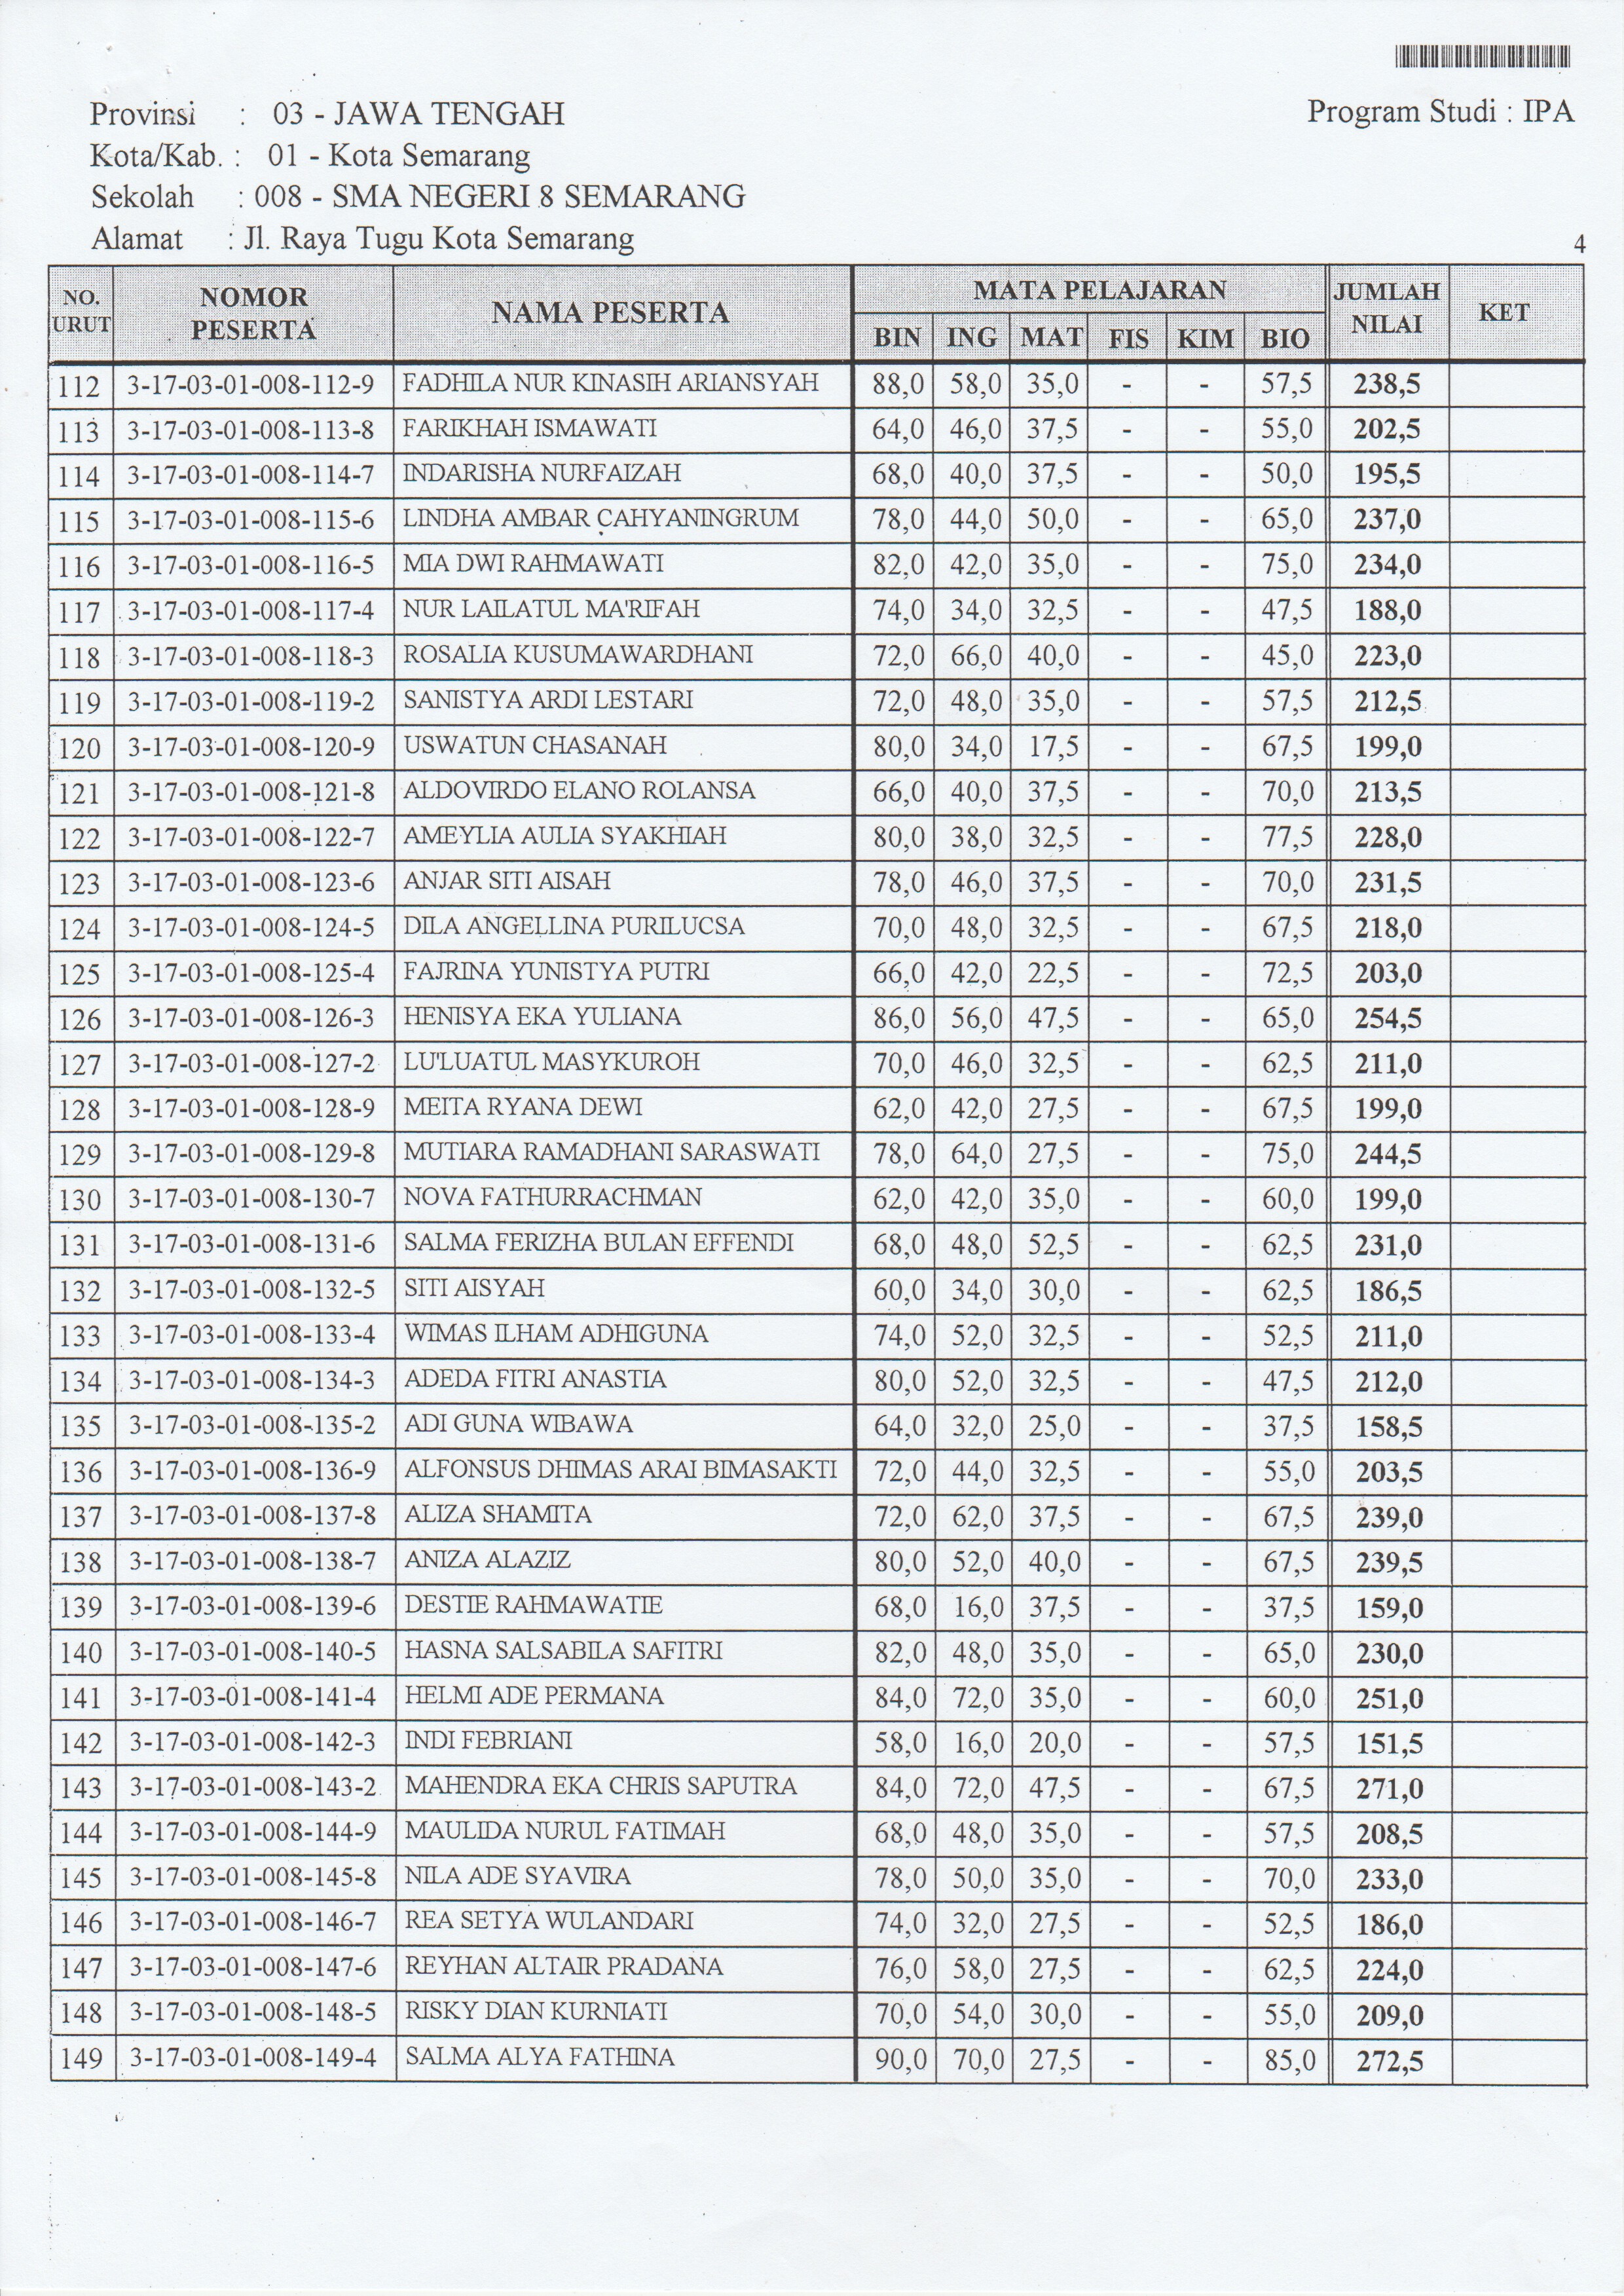 Provinsi : 03 - JAWA TENGAH
Program Studi : IPA
Kota/Kab. : 01 - Kota Semarang
Sekolah : 008 - SMA NEGERI 8 SEMARANG
Alamat : Jl. Raya Tugu Kota Semarang
4
NO. URUT NOMOR PESERTA NAMA PESERTA MATA PELAJARAN JUMLAH NILAI KET
BIN ING MAT FIS KIM BIO
112 3-17-03-01-008-112-9 FADHILA NUR KINASIH ARIANSYAH 88,0 58,0 35,0 - - 57,5 238,5
113 3-17-03-01-008-113-8 FARIKHAH ISMAWATI 64,0 46,0 37,5 - - 55,0 202,5
114 3-17-03-01-008-114-7 INDARISHA NURFAIZAH 68,0 40,0 37,5 - - 50,0 195,5
115 3-17-03-01-008-115-6 LINDHA AMBAR CAHYANINGRUM 78,0 44,0 50,0 - - 65,0 237,0
116 3-17-03-01-008-116-5 MIA DWI RAHMAWATI 82,0 42,0 35,0 - - 75,0 234,0
117 3-17-03-01-008-117-4 NUR LAILATUL MA'RIFAH 74,0 34,0 32,5 - - 47,5 188,0
118 3-17-03-01-008-118-3 ROSALIA KUSUMAWARDHANI 72,0 66,0 40,0 - - 45,0 223,0
119 3-17-03-01-008-119-2 SANISTYA ARDI LESTARI 72,0 48,0 35,0 - - 57,5 212,5
120 3-17-03-01-008-120-9 USWATUN CHASANAH 80,0 34,0 17,5 - - 67,5 199,0
121 3-17-03-01-008-121-8 ALDOVIRDO ELANO ROLANSA 66,0 40,0 37,5 - - 70,0 213,5
122 3-17-03-01-008-122-7 AMEYLIA AULIA SYAKHIAH 80,0 38,0 32,5 - - 77,5 228,0
123 3-17-03-01-008-123-6 ANJAR SITI AISAH 78,0 46,0 37,5 - - 70,0 231,5
124 3-17-03-01-008-124-5 DILA ANGELLINA PURILUCSA 70,0 48,0 32,5 - - 67,5 218,0
125 3-17-03-01-008-125-4 FAJRINA YUNISTYA PUTRI 66,0 42,0 22,5 - - 72,5 203,0
126 3-17-03-01-008-126-3 HENISYA EKA YULIANA 86,0 56,0 47,5 - - 65,0 254,5
127 3-17-03-01-008-127-2 LU'LUATUL MASYKUROH 70,0 46,0 32,5 - - 62,5 211,0
128 3-17-03-01-008-128-9 MEITA RYANA DEWI 62,0 42,0 27,5 - - 67,5 199,0
129 3-17-03-01-008-129-8 MUTIARA RAMADHANI SARASWATI 78,0 64,0 27,5 - - 75,0 244,5
130 3-17-03-01-008-130-7 NOVA FATHURRACHMAN 62,0 42,0 35,0 - - 60,0 199,0
131 3-17-03-01-008-131-6 SALMA FERIZHA BULAN EFFENDI 68,0 48,0 52,5 - - 62,5 231,0
132 3-17-03-01-008-132-5 SITI AISYAH 60,0 34,0 30,0 - - 62,5 186,5
133 3-17-03-01-008-133-4 WIMAS ILHAM ADHIGUNA 74,0 52,0 32,5 - - 52,5 211,0
134 3-17-03-01-008-134-3 ADEDA FITRI ANASTIA 80,0 52,0 32,5 - - 47,5 212,0
135 3-17-03-01-008-135-2 ADI GUNA WIBAWA 64,0 32,0 25,0 - - 37,5 158,5
136 3-17-03-01-008-136-9 ALFONSUS DHIMAS ARAI BIMASAKTI 72,0 44,0 32,5 - - 55,0 203,5
137 3-17-03-01-008-137-8 ALIZA SHAMITA 72,0 62,0 37,5 - - 67,5 239,0
138 3-17-03-01-008-138-7 ANIZA ALAZIZ 80,0 52,0 40,0 - - 67,5 239,5
139 3-17-03-01-008-139-6 DESTIE RAHMAWATIE 68,0 16,0 37,5 - - 37,5 159,0
140 3-17-03-01-008-140-5 HASNA SALSABILA SAFITRI 82,0 48,0 35,0 - - 65,0 230,0
141 3-17-03-01-008-141-4 HELMI ADE PERMANA 84,0 72,0 35,0 - - 60,0 251,0
142 3-17-03-01-008-142-3 INDI FEBRIANI 58,0 16,0 20,0 - - 57,5 151,5
143 3-17-03-01-008-143-2 MAHENDRA EKA CHRIS SAPUTRA 84,0 72,0 47,5 - - 67,5 271,0
144 3-17-03-01-008-144-9 MAULIDA NURUL FATIMAH 68,0 48,0 35,0 - - 57,5 208,5
145 3-17-03-01-008-145-8 NILA ADE SYAVIRA 78,0 50,0 35,0 - - 70,0 233,0
146 3-17-03-01-008-146-7 REA SETYA WULANDARI 74,0 32,0 27,5 - - 52,5 186,0
147 3-17-03-01-008-147-6 REYHAN ALTAIR PRADANA 76,0 58,0 27,5 - - 62,5 224,0
148 3-17-03-01-008-148-5 RISKY DIAN KURNIATI 70,0 54,0 30,0 - - 55,0 209,0
149 3-17-03-01-008-149-4 SALMA ALYA FATHINA 90,0 70,0 27,5 - - 85,0 272,5